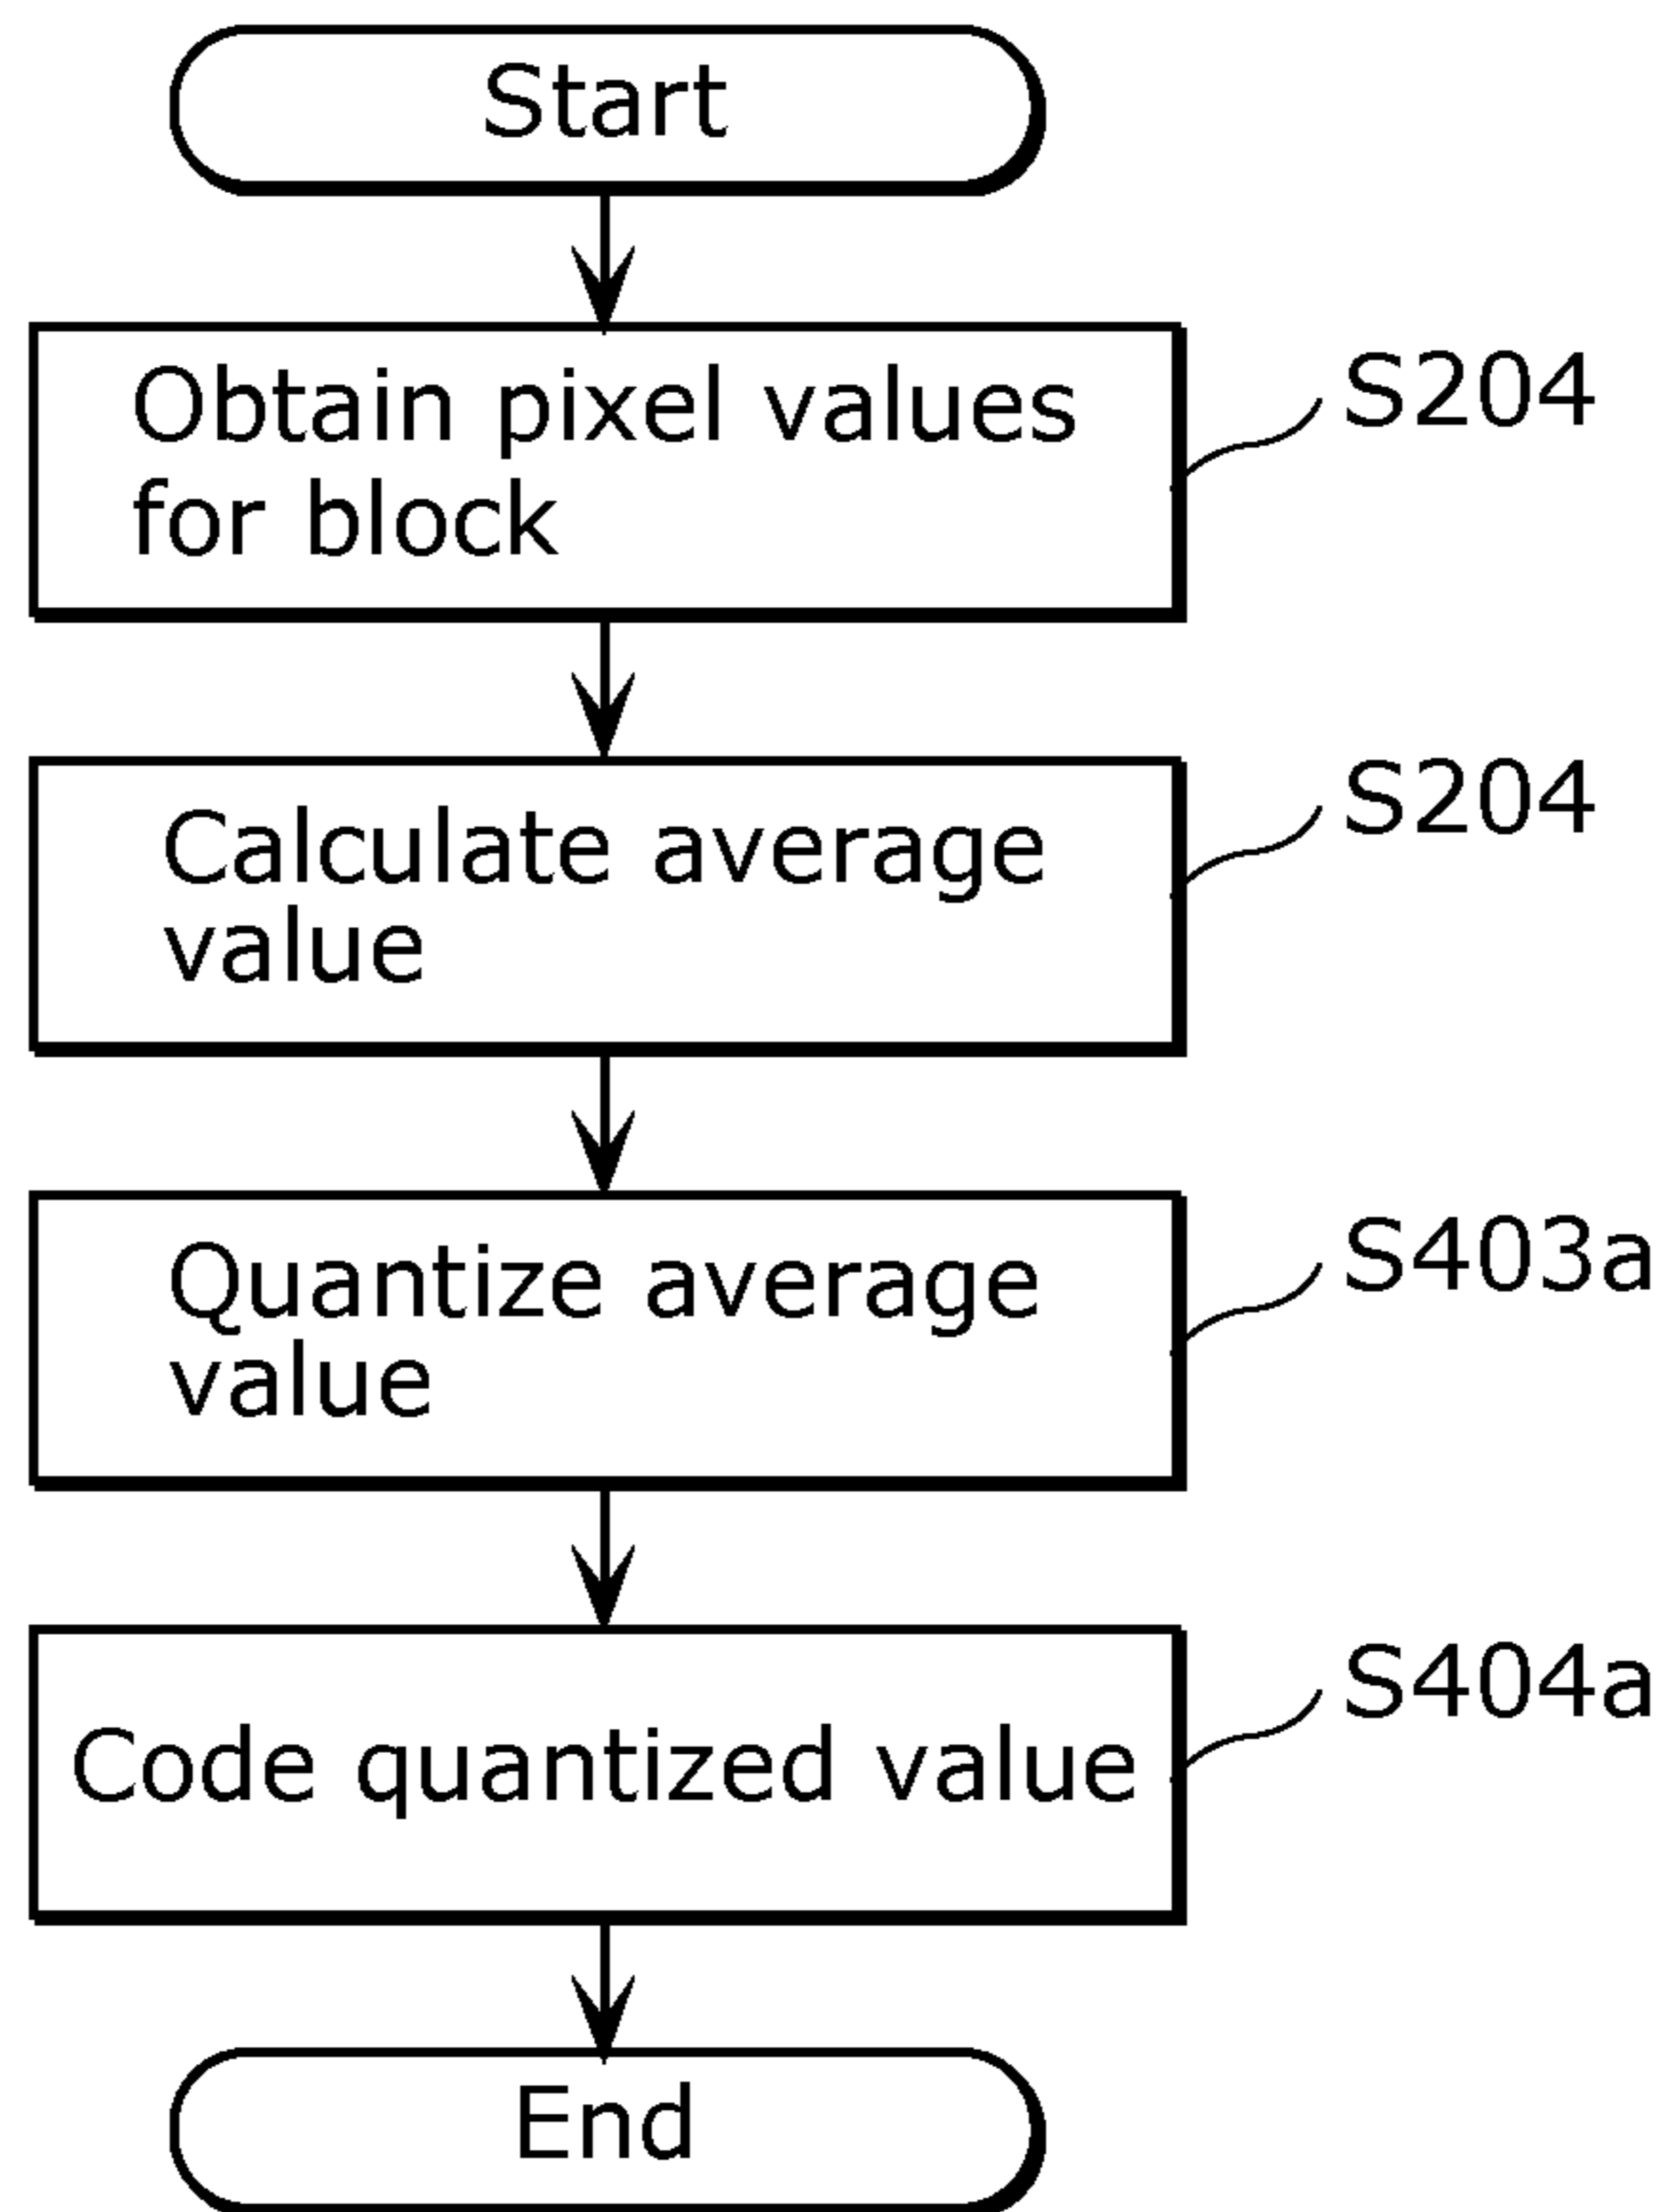 Start
Obtain pixel values
for block
S204
Calculate average
value
S204
Quantize average
value
S403a
Code quantized value
S404a
End